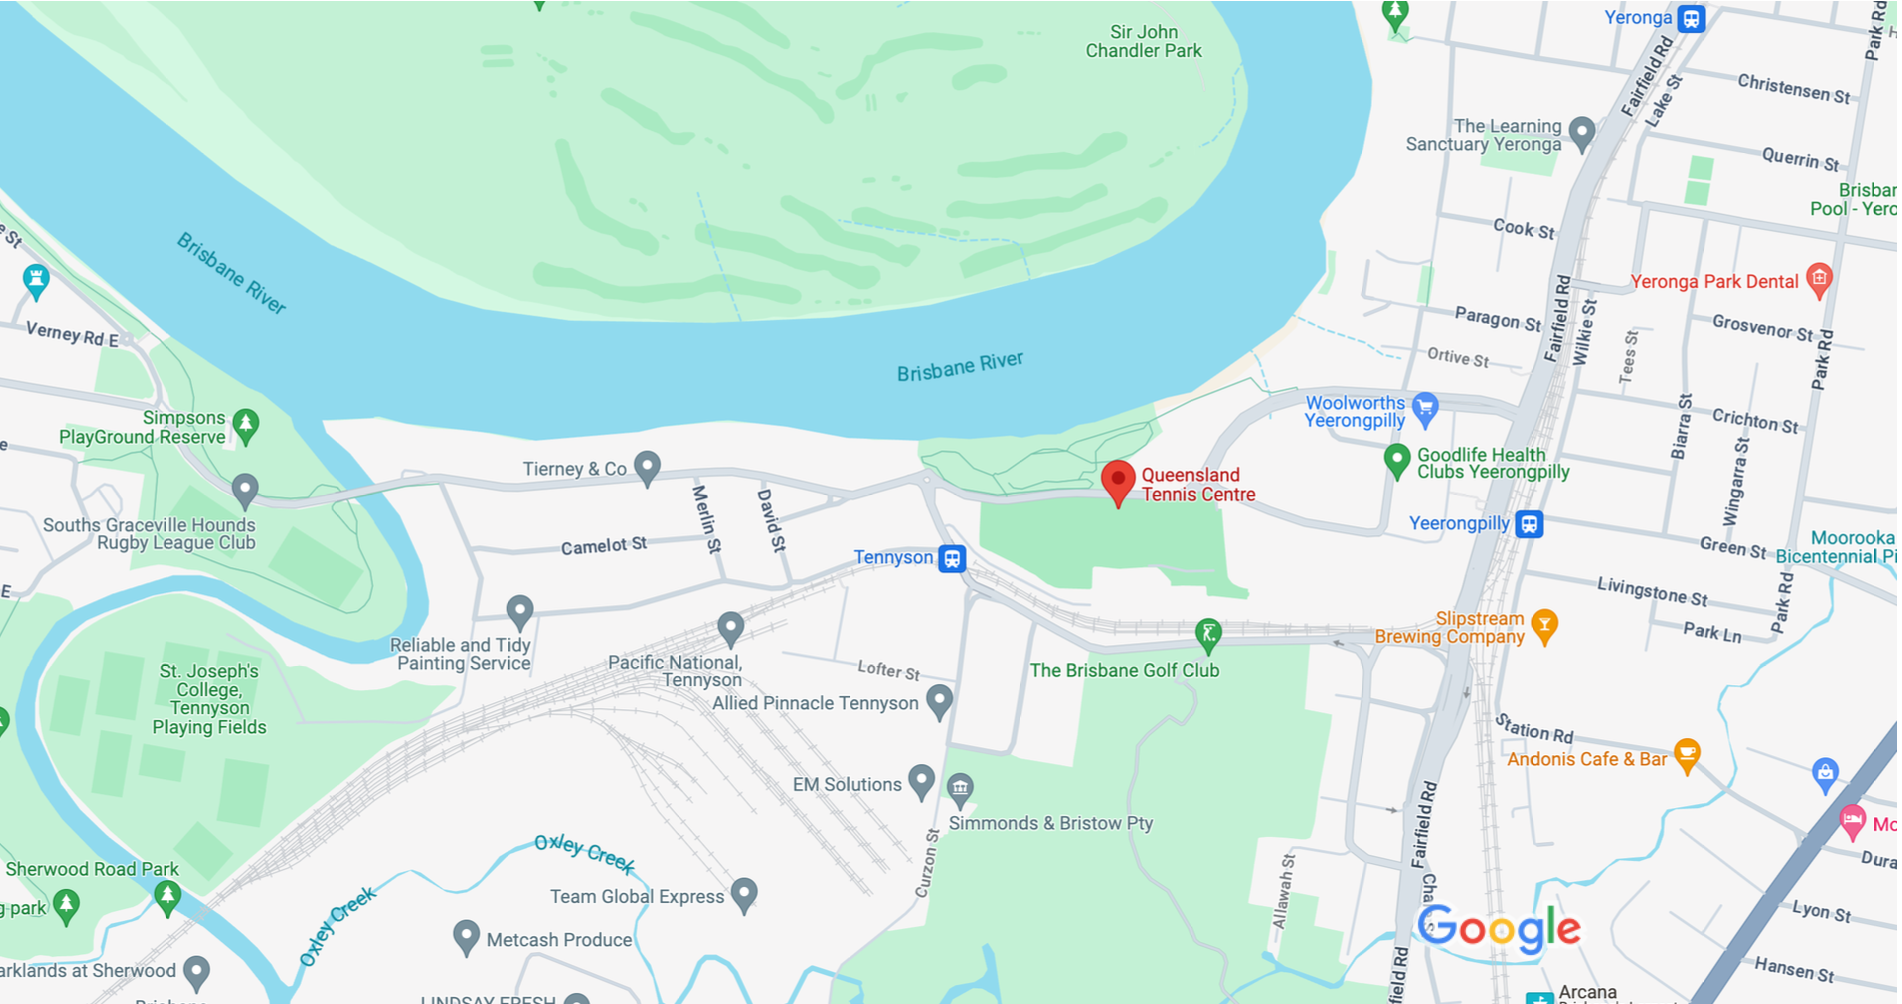 Sir John
Chandler Park
Yeronga
Fairfield Rd
Lake St
Park Rd
Christensen St
The Learning
Sanctuary Yeronga
Querrin St
Cook St
Brisbane River
Verney Rd E
Yeronga Park Dental
Paragon St
Fairfield Rd
Wilkie St
Ortive St
Tees St
Grosvenor St
Park Rd
Brisbane River
Simpsons
PlayGround Reserve
Woolworths
Yeerongpilly
Biarra St
Crichton St
Wingarra St
Tierney & Co
Queensland
Tennis Centre
Goodlife Health
Clubs Yeerongpilly
Souths Graceville Hounds
Rugby League Club
Merlin St
David St
Camelot St
Tennyson
Yeerongpilly
Green St
Moorooka
Livingstone St
Park Rd
Park Ln
Slipstream
Brewing Company
Reliable and Tidy
Painting Service
Pacific National,
Tennyson
Lofter St
The Brisbane Golf Club
St. Joseph's
College,
Tennyson
Playing Fields
Allied Pinnacle Tennyson
Station Rd
Andonis Cafe & Bar
EM Solutions
Simmonds & Bristow Pty
Fairfield Rd
Curzon St
Oxley Creek
Sherwood Road Park
Team Global Express
Allawah St
g park
Oxley Creek
Metcash Produce
Google
Lyon St
arklands at Sherwood
Hansen St
field Rd
LINDSAY FRESH
Arcana